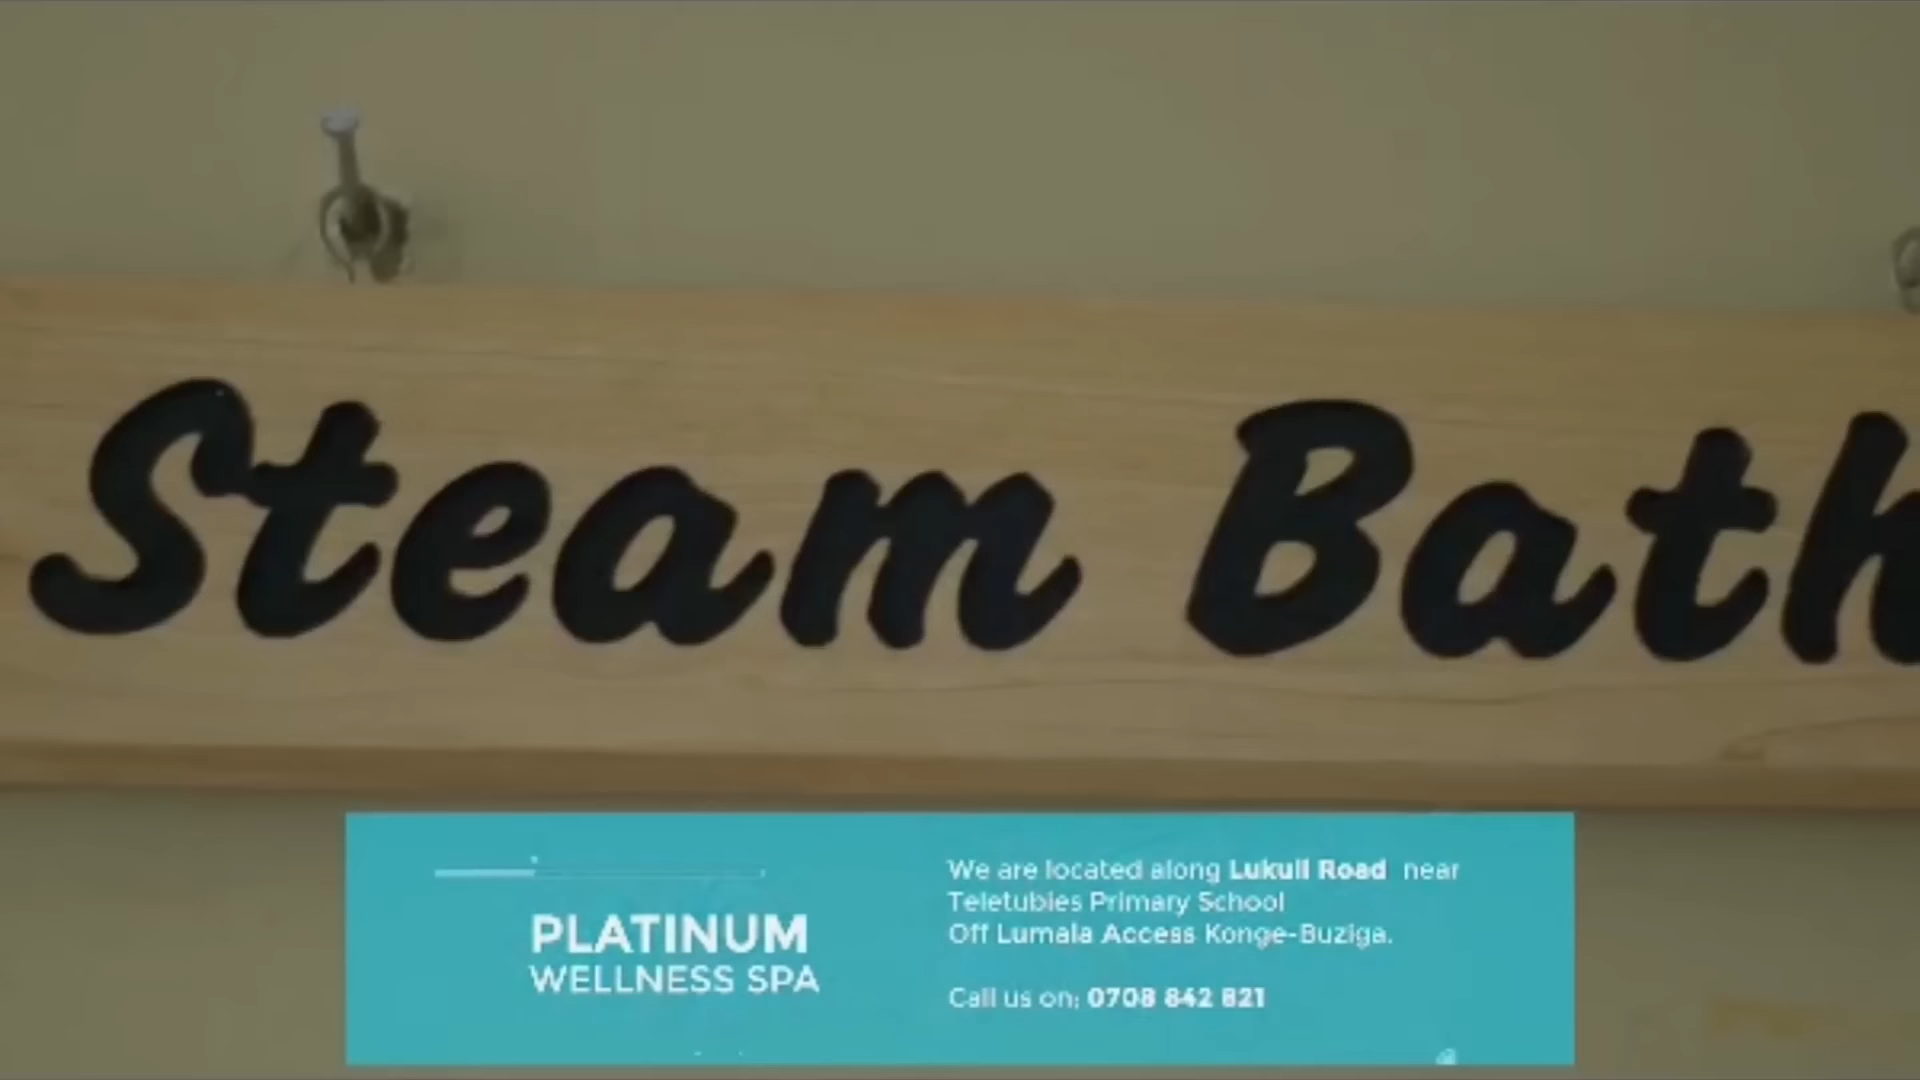 Steam Bath
PLATINUM
WELLNESS SPA
We are located along Lukuli Road near
Teletubies Primary School
Off Lumala Access Konge-Buziga.
Call us on; 0708 842 821